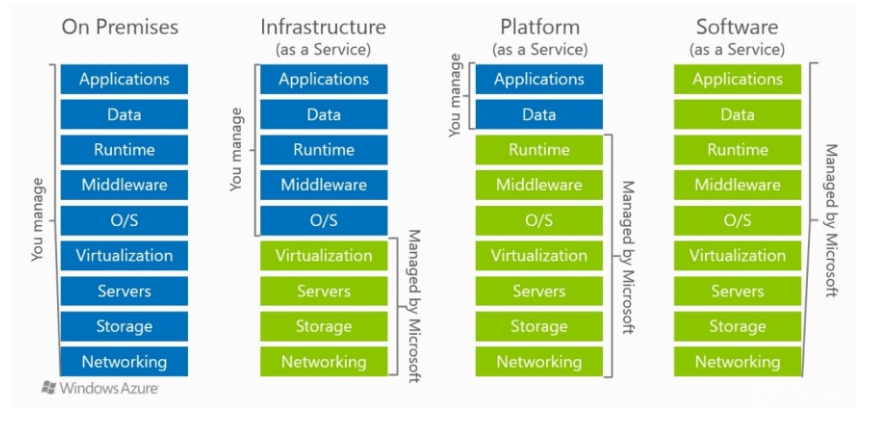 On Premises
You manage
Applications
Data
Runtime
Middleware
O/S
Virtualization
Servers
Storage
Networking
Windows Azure
Infrastructure
(as a Service)
You manage
Applications
Data
Runtime
Middleware
O/S
Virtualization
Servers
Storage
Networking
Managed by Microsoft
Platform
(as a Service)
You manage
Applications
Data
Runtime
Middleware
O/S
Virtualization
Servers
Storage
Networking
Managed by Microsoft
Software
(as a Service)
Applications
Data
Runtime
Middleware
O/S
Virtualization
Servers
Storage
Networking
Managed by Microsoft